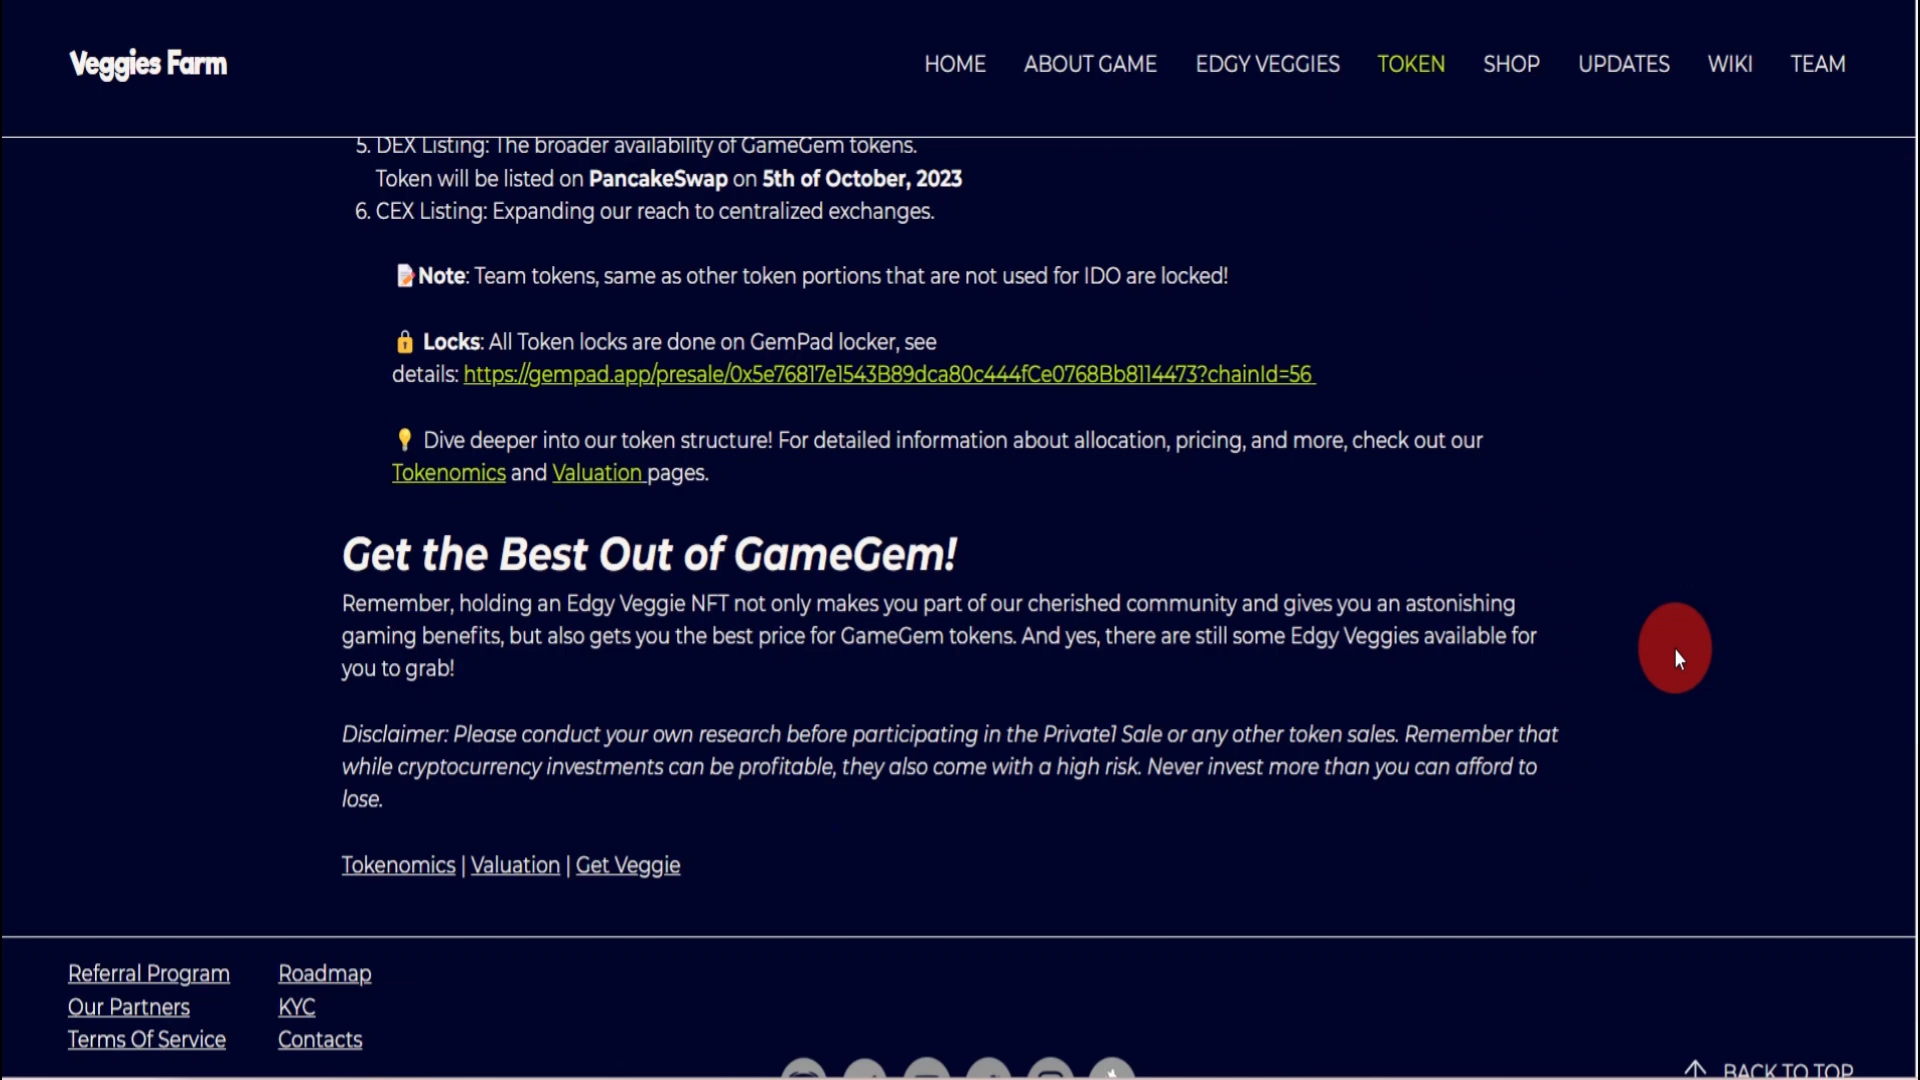 Veggies Farm
HOME ABOUT GAME EDGY VEGGIES TOKEN SHOP UPDATES WIKI TEAM
5. DEX Listing: The broader availability of GameGem tokens.
Token will be listed on PancakeSwap on 5th of October, 2023
6. CEX Listing: Expanding our reach to centralized exchanges.
Note: Team tokens, same as other token portions that are not used for IDO are locked!
Locks: All Token locks are done on GemPad locker, see
details: https://gempad.app/presale/0x5e76817e1543B89dca80c444fCe0768Bb8114473?chainId=56
Dive deeper into our token structure! For detailed information about allocation, pricing, and more, check out our
Tokenomics and Valuation pages.
Get the Best Out of GameGem!
Remember, holding an Edgy Veggie NFT not only makes you part of our cherished community and gives you an astonishing
gaming benefits, but also gets you the best price for GameGem tokens. And yes, there are still some Edgy Veggies available for
you to grab!
Disclaimer: Please conduct your own research before participating in the Private1 Sale or any other token sales. Remember that
while cryptocurrency investments can be profitable, they also come with a high risk. Never invest more than you can afford to
lose.
Tokenomics | Valuation | Get Veggie
Referral Program Roadmap
Our Partners KYC
Terms Of Service Contacts
BACK TO TOP